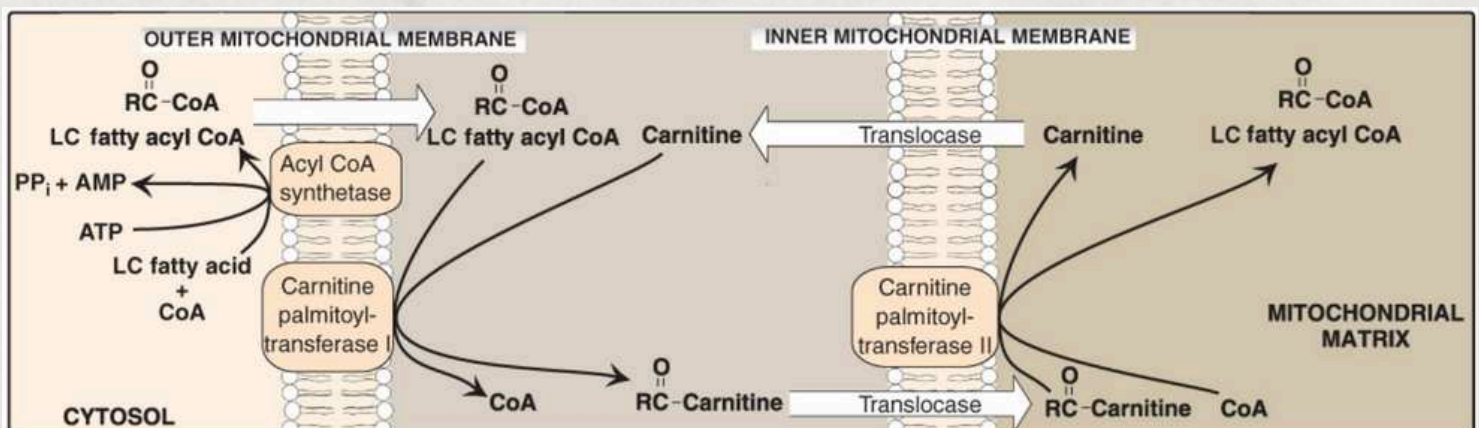 OUTER MITOCHONDRIAL MEMBRANE
INNER MITOCHONDRIAL MEMBRANE
O
RC-CoA
LC fatty acyl CoA
O
RC-CoA
LC fatty acyl CoA
Carnitine
Translocase
Carnitine
O
RC-CoA
LC fatty acyl CoA
PPi + AMP
Acyl CoA
synthetase
ATP
LC fatty acid
+
CoA
Carnitine
palmitoyl-
transferase I
Carnitine
palmitoyl-
transferase II
MITOCHONDRIAL
MATRIX
CoA
O
RC-Carnitine
Translocase
O
RC-Carnitine
CoA
CYTOSOL